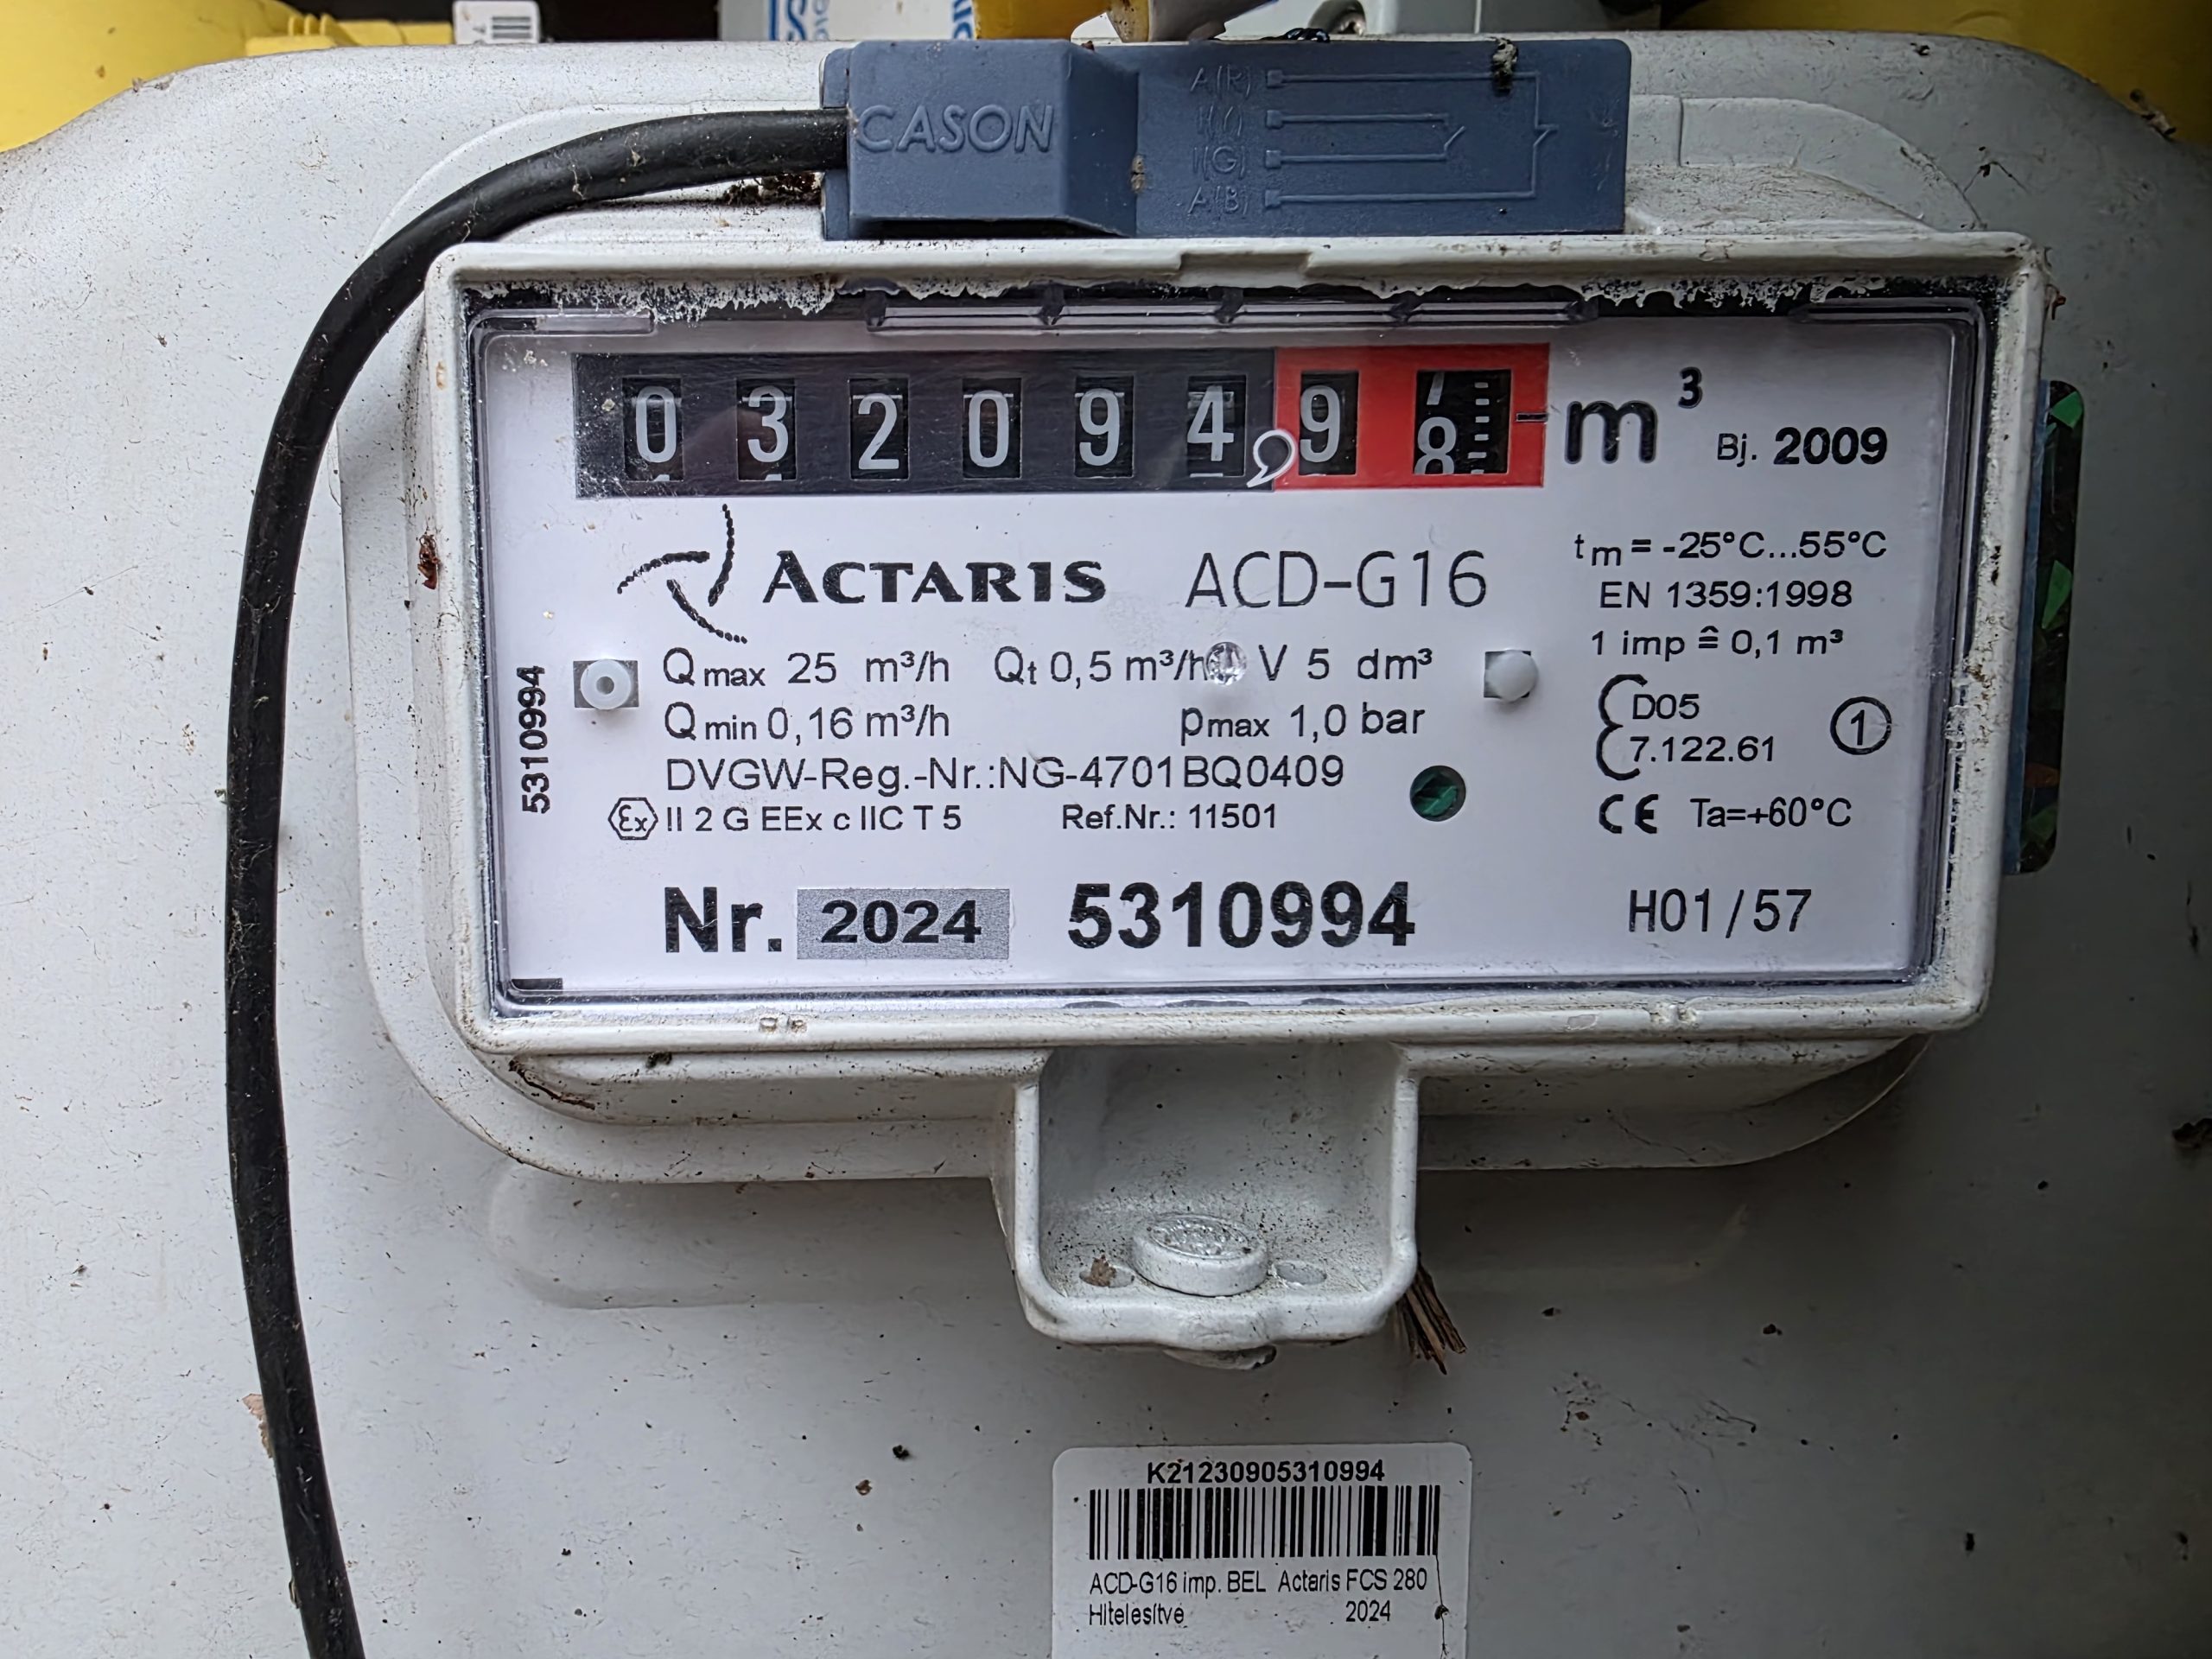 CASON
A(R)
I(Y)
I(G)
A(B)
0 3 2 0 9 4 , 9 8 m³ Bj. 2009
ACTARIS ACD-G16
tm = -25°C...55°C
EN 1359:1998
1 imp ≙ 0,1 m³
Qmax 25 m³/h Qt 0,5 m³/h V 5 dm³
Qmin 0,16 m³/h pmax 1,0 bar
DVGW-Reg.-Nr.:NG-4701BQ0409
Ex II 2 G EEx c IIC T 5 Ref.Nr.: 11501
D05
7.122.61
1
CE Ta=+60°C
5310994
Nr. 2024 5310994 H01/57
K21230905310994
ACD-G16 imp. BEL Actaris FCS 280
Hitelesítve 2024